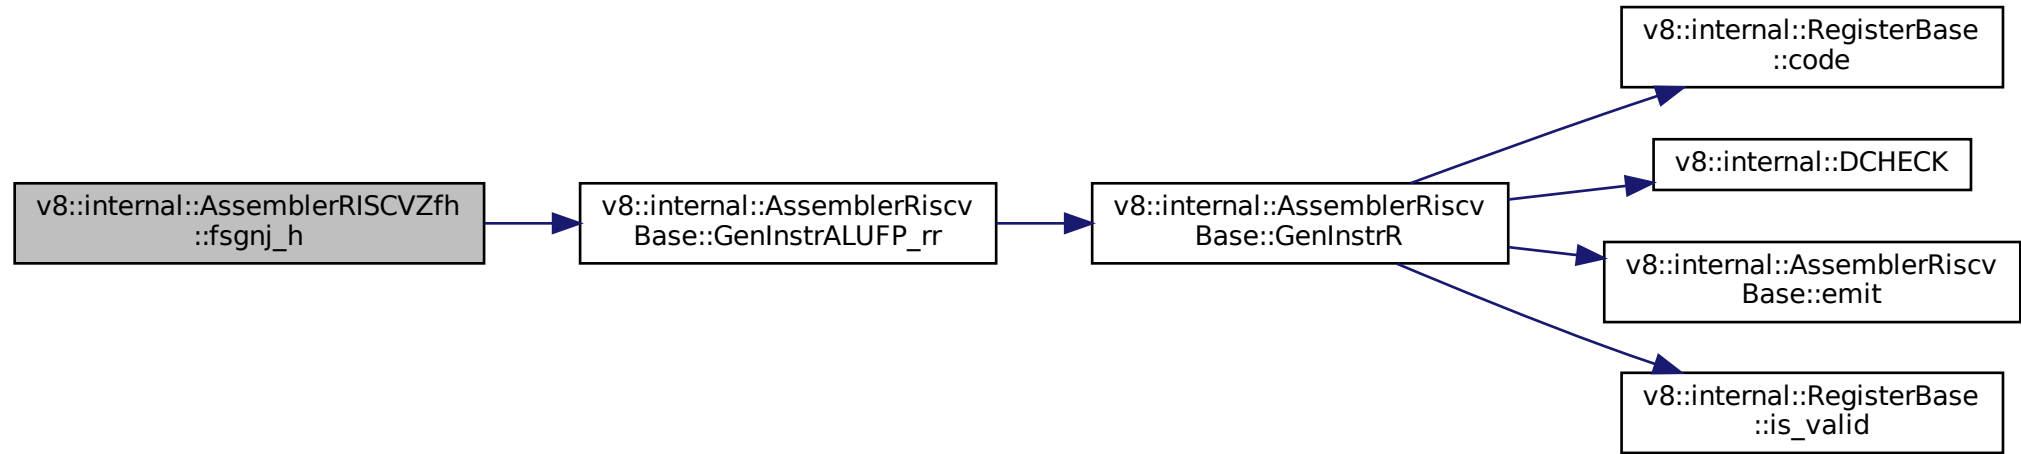 v8::internal::AssemblerRISCVZfh
::fsgnj_h
v8::internal::AssemblerRiscv
Base::GenInstrALUFP_rr
v8::internal::AssemblerRiscv
Base::GenInstrR
v8::internal::RegisterBase
::code
v8::internal::DCHECK
v8::internal::AssemblerRiscv
Base::emit
v8::internal::RegisterBase
::is_valid